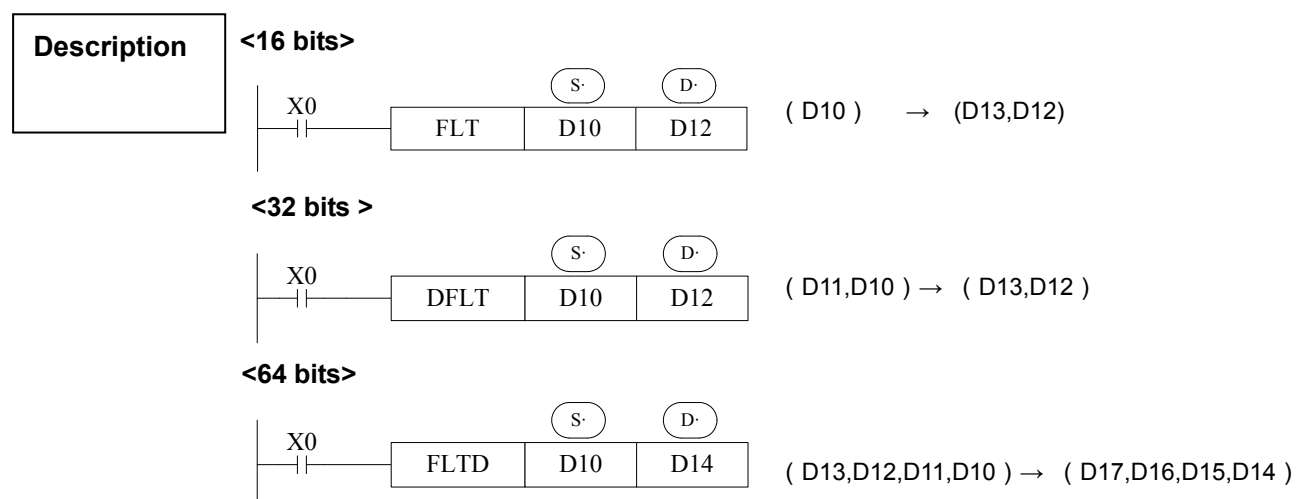 Description
<16 bits>
S· D·
X0
FLT D10 D12 ( D10 ) → (D13,D12)
<32 bits >
S· D·
X0
DFLT D10 D12 ( D11,D10 ) → ( D13,D12 )
<64 bits>
S· D·
X0
FLTD D10 D14 ( D13,D12,D11,D10 ) → ( D17,D16,D15,D14 )